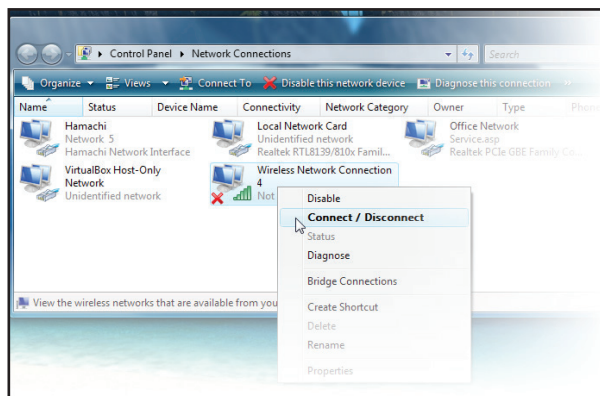 Control Panel Network Connections Search
Organize Views Connect To Disable this network device Diagnose this connection »
Name Status Device Name Connectivity Network Category Owner Type Phone
Hamachi
Network 5
Hamachi Network Interface
Local Network Card
Unidentified network
Realtek RTL8139/810x Famil...
Office Network
Service.asp
Realtek PCIe GBE Family Co...
VirtualBox Host-Only
Network
Unidentified network
Wireless Network Connection
4
Not
Disable
Connect / Disconnect
Status
Diagnose
Bridge Connections
Create Shortcut
Delete
Rename
Properties
View the wireless networks that are available from you